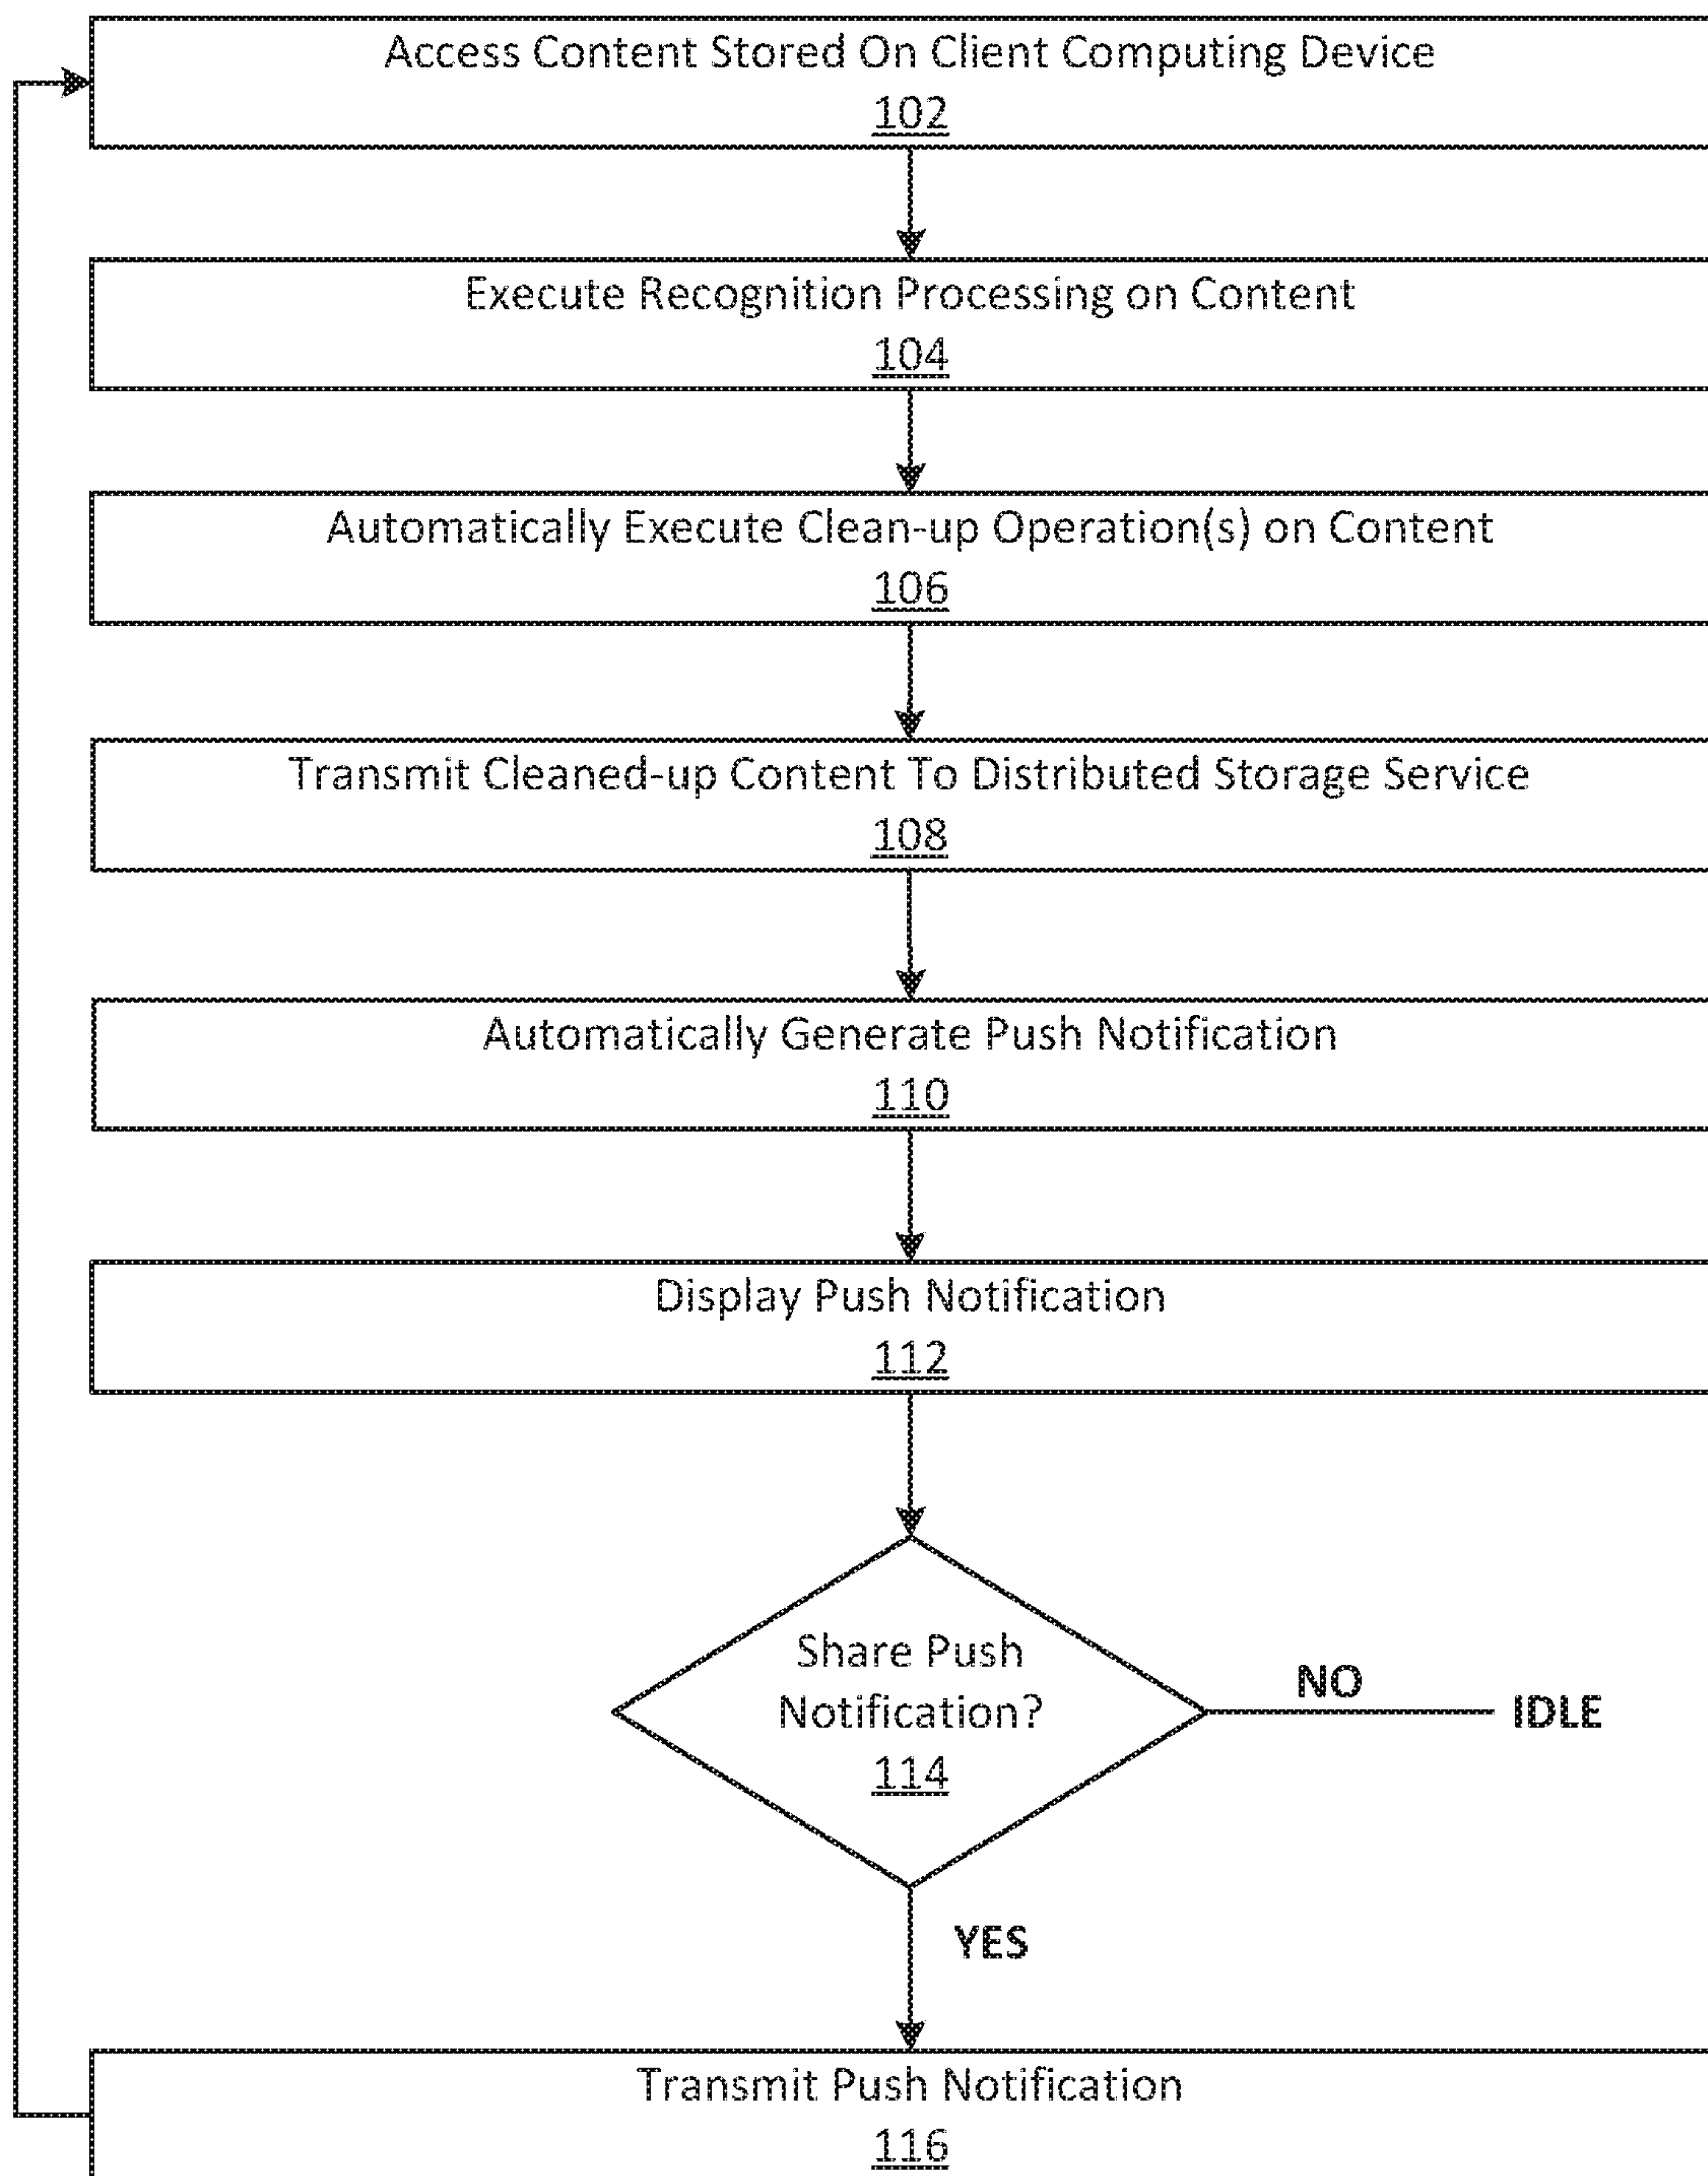 Access Content Stored On Client Computing Device
102
Execute Recognition Processing on Content
104
Automatically Execute Clean-up Operation(s) on Content
106
Transmit Cleaned-up Content To Distributed Storage Service
108
Automatically Generate Push Notification
110
Display Push Notification
112
Share Push
Notification?
114
NO
IDLE
YES
Transmit Push Notification
116